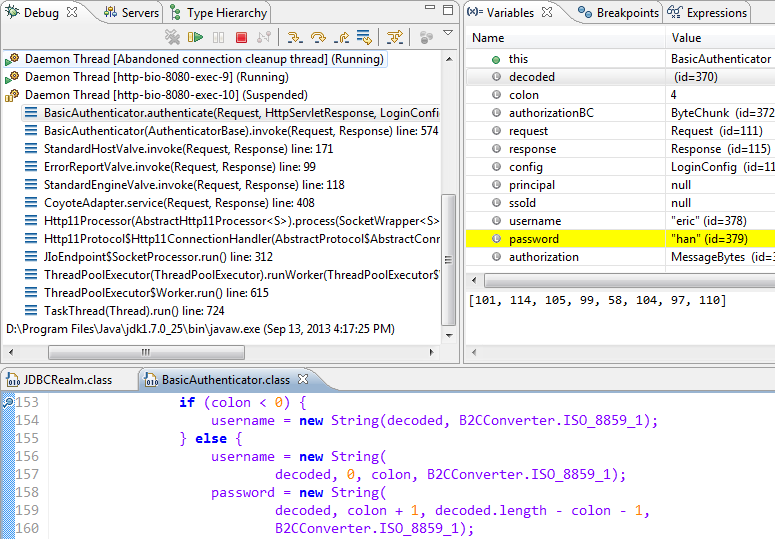 Debug Servers Type Hierarchy
Daemon Thread [Abandoned connection cleanup thread] (Running)
Daemon Thread [http-bio-8080-exec-9] (Running)
Daemon Thread [http-bio-8080-exec-10] (Suspended)
BasicAuthenticator.authenticate(Request, HttpServletResponse, LoginConfi
BasicAuthenticator(AuthenticatorBase).invoke(Request, Response) line: 574
StandardHostValve.invoke(Request, Response) line: 171
ErrorReportValve.invoke(Request, Response) line: 99
StandardEngineValve.invoke(Request, Response) line: 118
CoyoteAdapter.service(Request, Response) line: 408
Http11Processor(AbstractHttp11Processor<S>).process(SocketWrapper<S>
Http11Protocol$Http11ConnectionHandler(AbstractProtocol$AbstractConr
JIoEndpoint$SocketProcessor.run() line: 312
ThreadPoolExecutor(ThreadPoolExecutor).runWorker(ThreadPoolExecutor$
ThreadPoolExecutor$Worker.run() line: 615
TaskThread(Thread).run() line: 724
D:\Program Files\Java\jdk1.7.0_25\bin\javaw.exe (Sep 13, 2013 4:17:25 PM)
(x)= Variables Breakpoints Expressions
Name Value
this BasicAuthenticator
decoded (id=370)
colon 4
authorizationBC ByteChunk (id=372
request Request (id=111)
response Response (id=115)
config LoginConfig (id=11
principal null
ssoId null
username "eric" (id=378)
password "han" (id=379)
authorization MessageBytes (id=3
[101, 114, 105, 99, 58, 104, 97, 110]
JDBCRealm.class BasicAuthenticator.class
153 if (colon < 0) {
154 username = new String(decoded, B2CConverter.ISO_8859_1);
155 } else {
156 username = new String(
157 decoded, 0, colon, B2CConverter.ISO_8859_1);
158 password = new String(
159 decoded, colon + 1, decoded.length - colon - 1,
160 B2CConverter.ISO_8859_1);